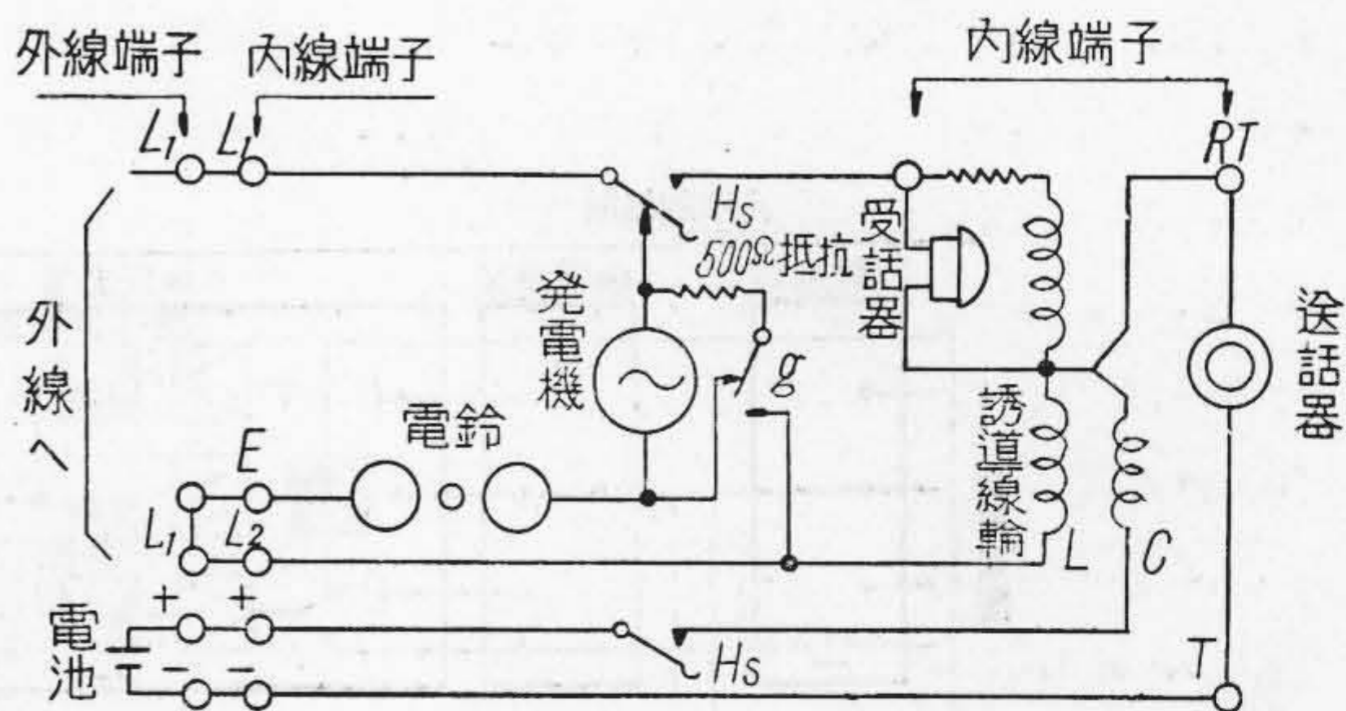 外線端子
内線端子
内線端子
L1
L1
RT
Hs
500Ω抵抗
受話器
発電機
g
送話器
外線へ
電鈴
誘導線輪
E
L1
L2
L
C
電池
+
+
-
-
Hs
T